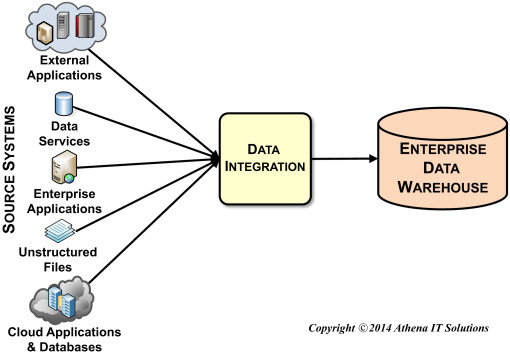 SOURCE SYSTEMS
External
Applications
Data
Services
Enterprise
Applications
Unstructured
Files
Cloud Applications
& Databases
DATA
INTEGRATION
ENTERPRISE
DATA
WAREHOUSE
Copyright © 2014 Athena IT Solutions